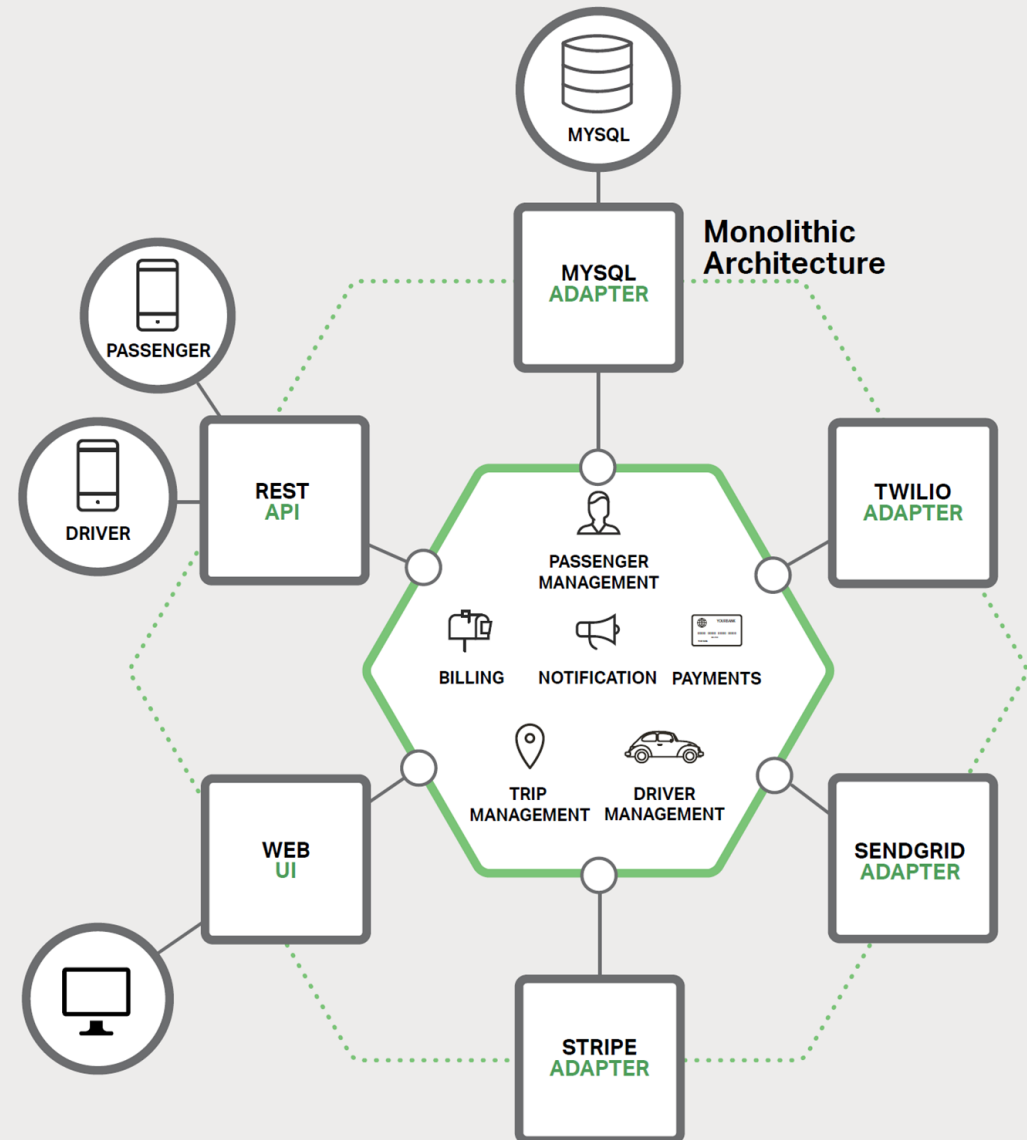 MYSQL
MYSQL
ADAPTER
Monolithic
Architecture
PASSENGER
DRIVER
REST
API
TWILIO
ADAPTER
PASSENGER
MANAGEMENT
BILLING
NOTIFICATION
PAYMENTS
TRIP
MANAGEMENT
DRIVER
MANAGEMENT
WEB
UI
SENDGRID
ADAPTER
STRIPE
ADAPTER